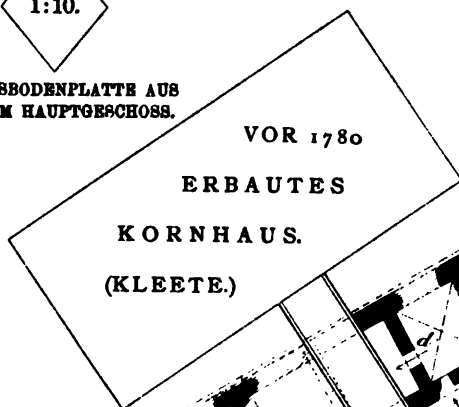 1:10.
SBODENPLATTE AUS
M HAUPTGESCHOSS.
VOR 1780
ERBAUTES
KORNHAUS.
(KLEETE.)
d